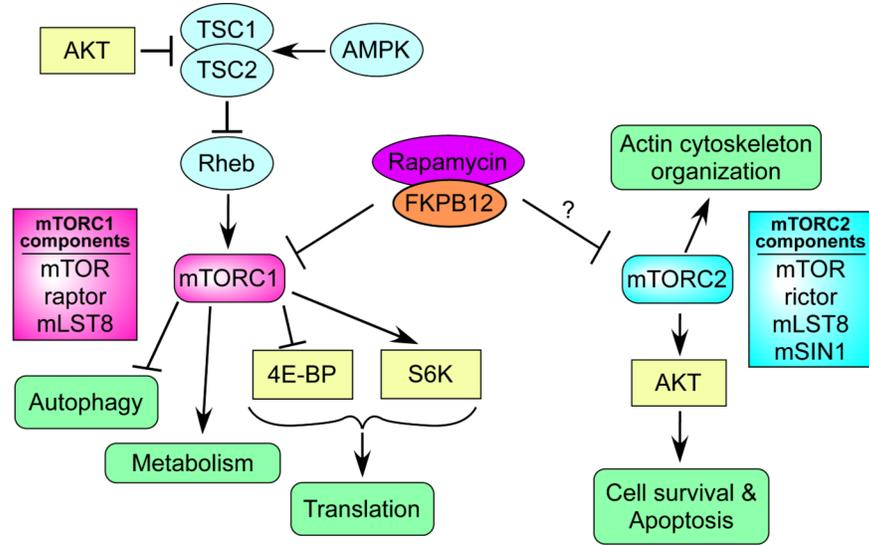 TSC1
AKT
AMPK
TSC2
Rheb
Rapamycin
FKPB12
?
Actin cytoskeleton
organization
mTORC1
components
mTOR
raptor
mLST8
mTORC1
mTORC2
mTORC2
components
mTOR
rictor
mLST8
mSIN1
4E-BP
S6K
AKT
Autophagy
Metabolism
Translation
Cell survival &
Apoptosis